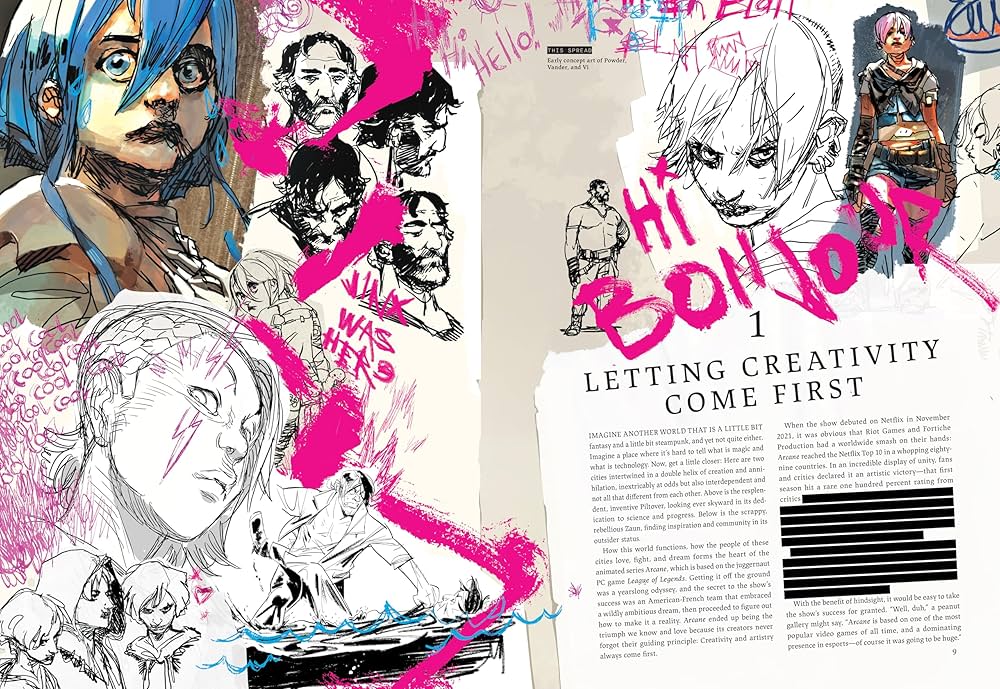 Hi
HELLO!
THIS SPREAD
Early concept art of Powder,
Vander, and Vi
JINX
WAS
HERE
cool
cool
cool
cool
Hi
BONJOUR
1
LETTING CREATIVITY
COME FIRST
IMAGINE ANOTHER WORLD THAT IS A LITTLE BIT
fantasy and a little bit steampunk, and yet not quite either.
Imagine a place where it's hard to tell what is magic and
what is technology. Now, get a little closer: Here are two
cities intertwined in a double helix of creation and anni-
hilation, inextricably at odds but also interdependent and
not all that different from each other. Above is the resplen-
dent, inventive Piltover, looking ever skyward in its ded-
ication to science and progress. Below is the scrappy,
rebellious Zaun, finding inspiration and community in its
outsider status.
How this world functions, how the people of these
cities love, fight, and dream forms the heart of the
animated series Arcane, which is based on the juggernaut
PC game League of Legends. Getting it off the ground
was a yearslong odyssey, and the secret to the show's
success was an American-French team that embraced
a wildly ambitious dream, then proceeded to figure out
how to make it a reality. Arcane ended up being the
triumph we know and love because its creators never
forgot their guiding principle: Creativity and artistry
always come first.
When the show debuted on Netflix in November
2021, it was obvious that Riot Games and Fortiche
Production had a worldwide smash on their hands:
Arcane reached the Netflix Top 10 in a whopping eighty-
nine countries. In an incredible display of unity, fans
and critics declared it an artistic victory—that first
season hit a rare one hundred percent rating from
critics
With the benefit of hindsight, it would be easy to take
the show's success for granted. "Well, duh," a peanut
gallery might say. "Arcane is based on one of the most
popular video games of all time, and a dominating
presence in esports—of course it was going to be huge."
9